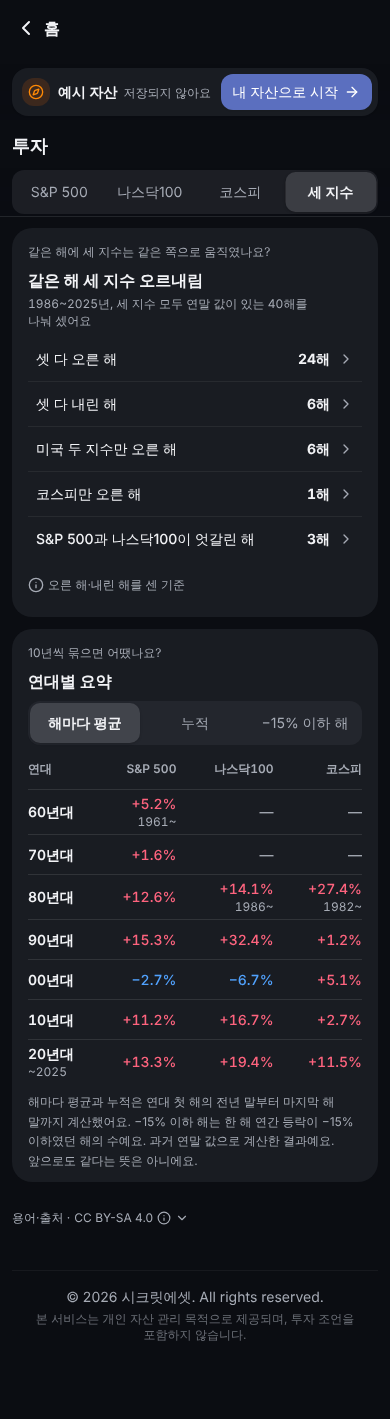 홈
예시 자산 저장되지 않아요 내 자산으로 시작
투자
S&P 500 나스닥100 코스피 세 지수
같은 해에 세 지수는 같은 쪽으로 움직였나요?
같은 해 세 지수 오르내림
1986~2025년, 세 지수 모두 연말 값이 있는 40해를
나눠 셌어요
셋 다 오른 해 24해
셋 다 내린 해 6해
미국 두 지수만 오른 해 6해
코스피만 오른 해 1해
S&P 500과 나스닥100이 엇갈린 해 3해
오른 해·내린 해를 센 기준
10년씩 묶으면 어땠나요?
연대별 요약
해마다 평균 누적 −15% 이하 해
연대 S&P 500 나스닥100 코스피
60년대 +5.2% — —
1961~
70년대 +1.6% — —
80년대 +12.6% +14.1% +27.4%
1986~ 1982~
90년대 +15.3% +32.4% +1.2%
00년대 −2.7% −6.7% +5.1%
10년대 +11.2% +16.7% +2.7%
20년대 +13.3% +19.4% +11.5%
~2025
해마다 평균과 누적은 연대 첫 해의 전년 말부터 마지막 해
말까지 계산했어요. −15% 이하 해는 한 해 연간 등락이 −15%
이하였던 해의 수예요. 과거 연말 값으로 계산한 결과예요.
앞으로도 같다는 뜻은 아니에요.
용어·출처 · CC BY-SA 4.0
© 2026 시크릿에셋. All rights reserved.
본 서비스는 개인 자산 관리 목적으로 제공되며, 투자 조언을
포함하지 않습니다.